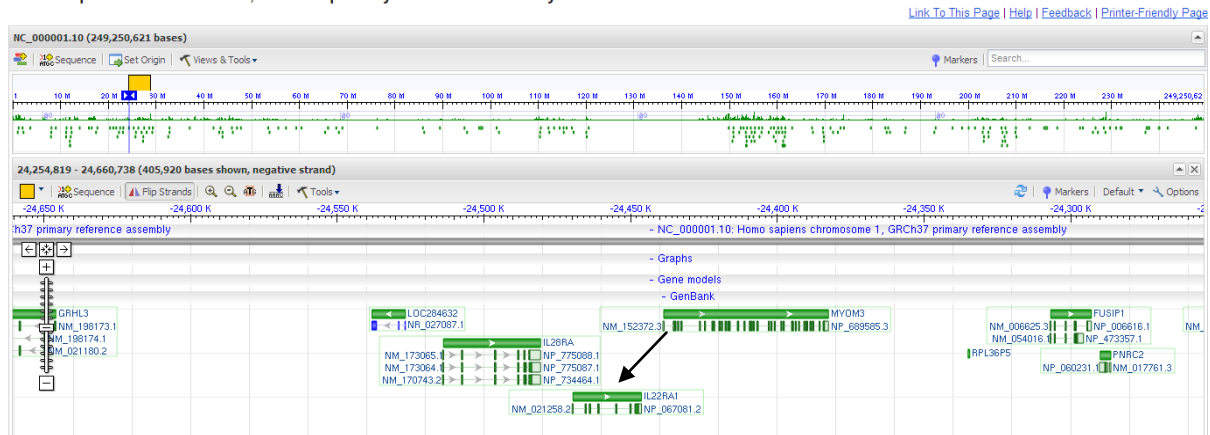 Link To This Page | Help | Feedback | Printer-Friendly Page
NC_000001.10 (249,250,621 bases)
Sequence | Set Origin | Views & Tools
Markers | Search...
1 10 M 20 M 30 M 40 M 50 M 60 M 70 M 80 M 90 M 100 M 110 M 120 M 130 M 140 M 150 M 160 M 170 M 180 M 190 M 200 M 210 M 220 M 230 M 249,250,62
24,254,819 - 24,660,738 (405,920 bases shown, negative strand)
Sequence | Flip Strands | Tools
Markers | Default Options
-24,650 K -24,600 K -24,550 K -24,500 K -24,450 K -24,400 K -24,350 K -24,300 K -2
h37 primary reference assembly - NC_000001.10: Homo sapiens chromosome 1, GRCh37 primary reference assembly
- Graphs
- Gene models
- GenBank
GRHL3 LOC284632 MYOM3 FUSIP1
NM_198173.1 NR_027087.1 NM_152372.3 NP_689585.3 NM_006625.3 NP_006616.1 NM_
NM_198174.1 NM_054016.1 NP_473357.1
IL28RA
M_021180.2 NM_173065.1 NP_775088.1 RPL36P5 PNRC2
NM_173064.1 NP_775087.1 NP_060231.1 NM_017761.3
NM_170743.2 NP_734464.1
IL22RA1
NM_021258.2 NP_067081.2